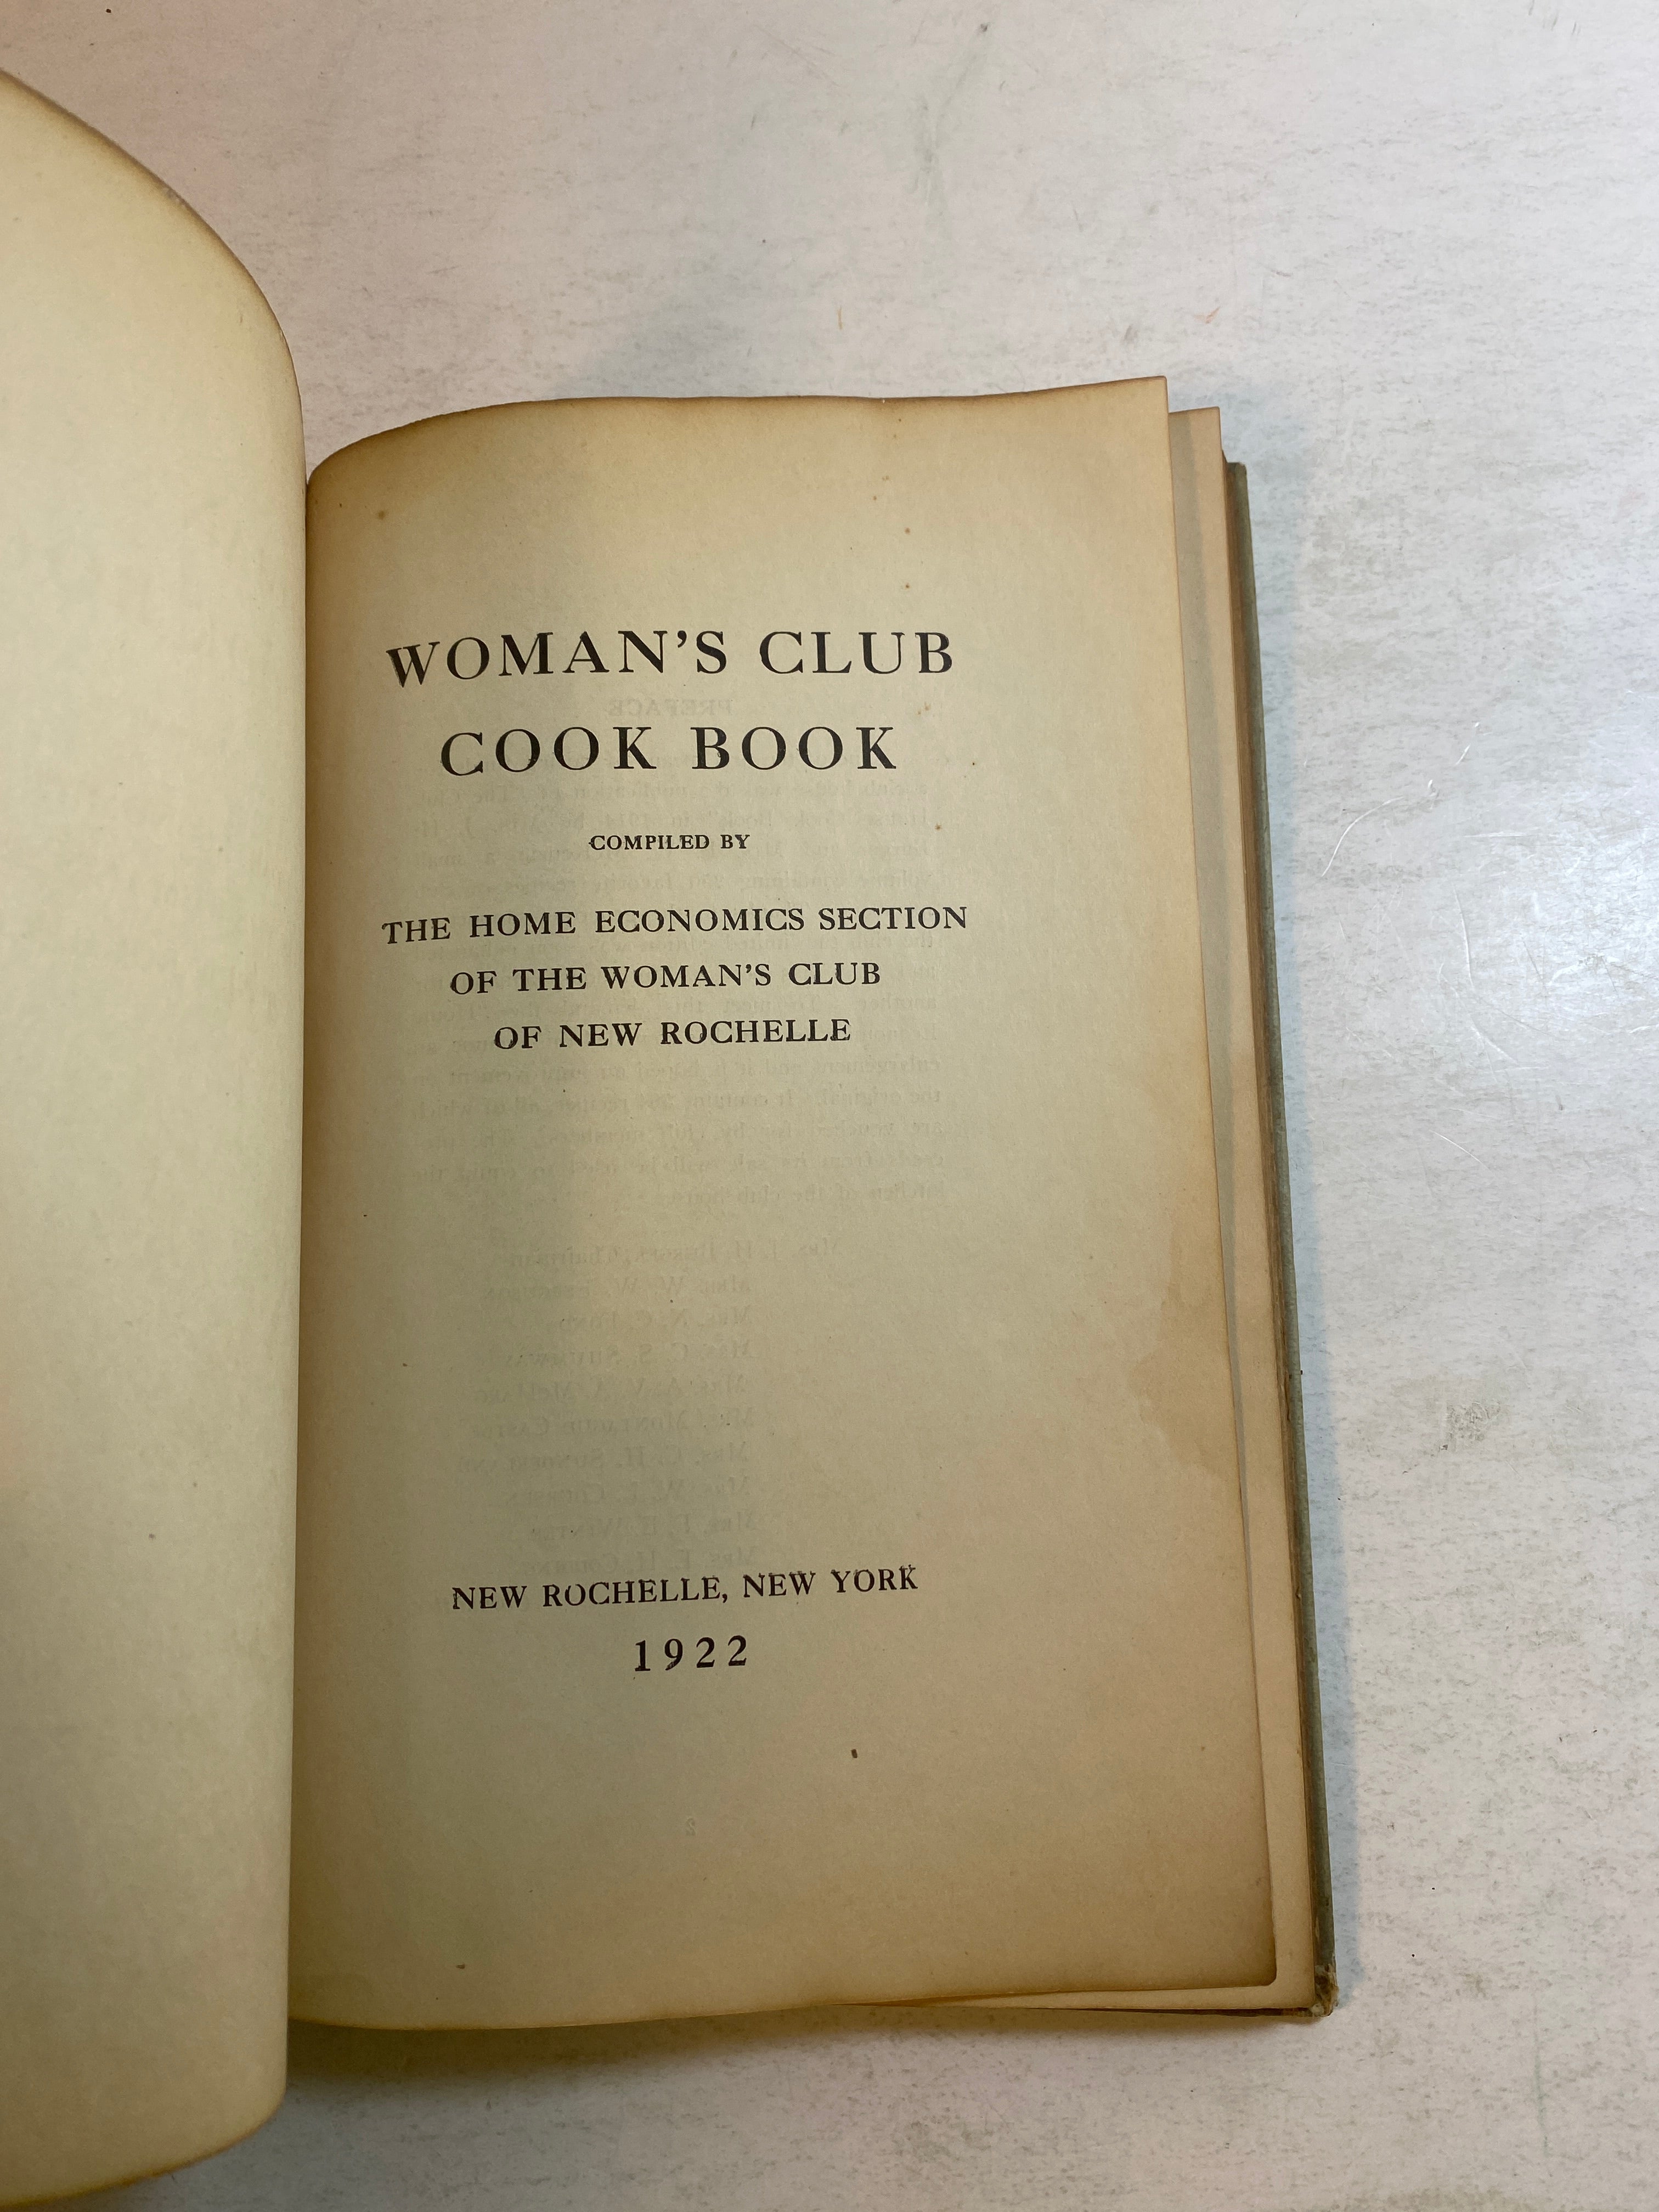 WOMAN'S CLUB
COOK BOOK
COMPILED BY
THE HOME ECONOMICS SECTION
OF THE WOMAN'S CLUB
OF NEW ROCHELLE
NEW ROCHELLE, NEW YORK
1922